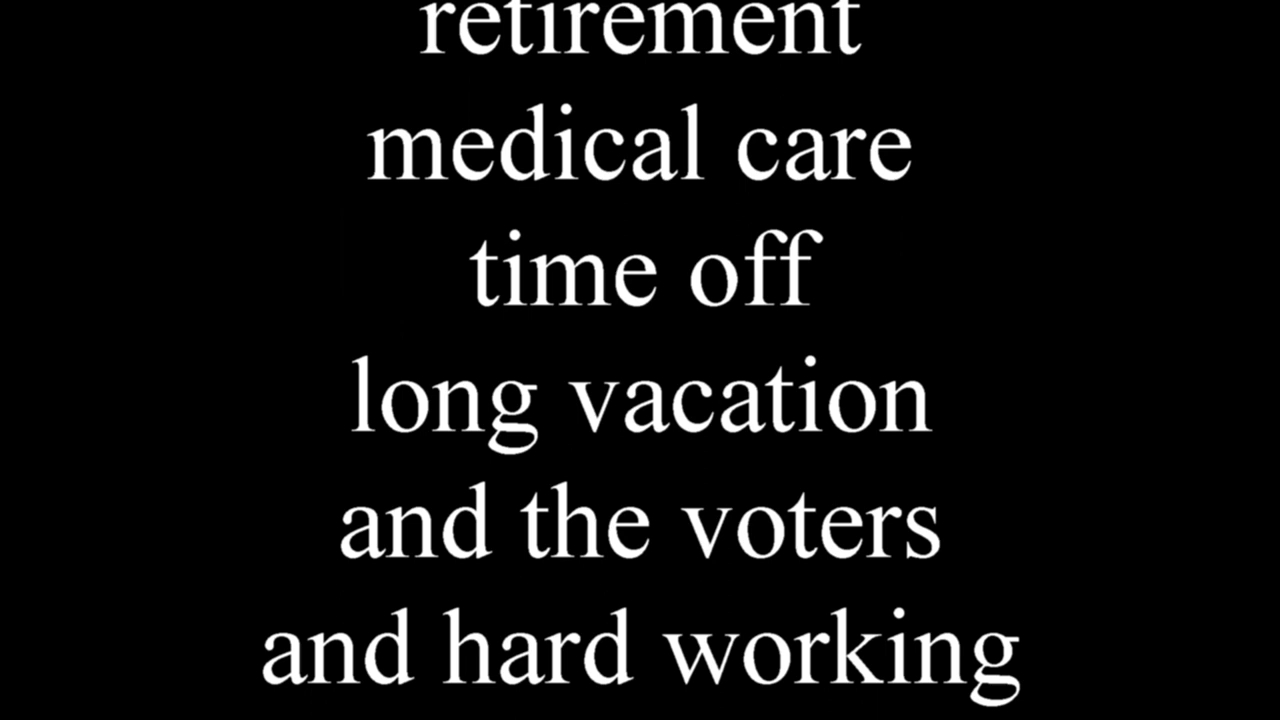 retirement
medical care
time off
long vacation
and the voters
and hard working